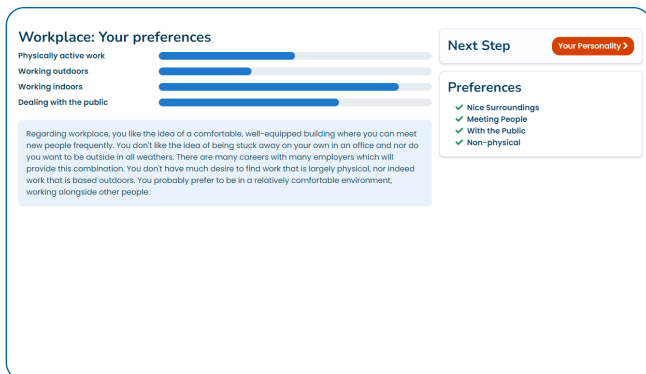 Workplace: Your preferences
Physically active work
Working outdoors
Working indoors
Dealing with the public
Regarding workplace, you like the idea of a comfortable, well-equipped building where you can meet
new people frequently. You don't like the idea of being stuck away on your own in an office and nor do
you want to be outside in all weathers. There are many careers with many employers which will
provide this combination. You don't have much desire to find work that is largely physical, nor indeed
work that is based outdoors. You probably prefer to be in a relatively comfortable environment,
working alongside other people.
Next Step
Your Personality
Preferences
Nice Surroundings
Meeting People
With the Public
Non-physical